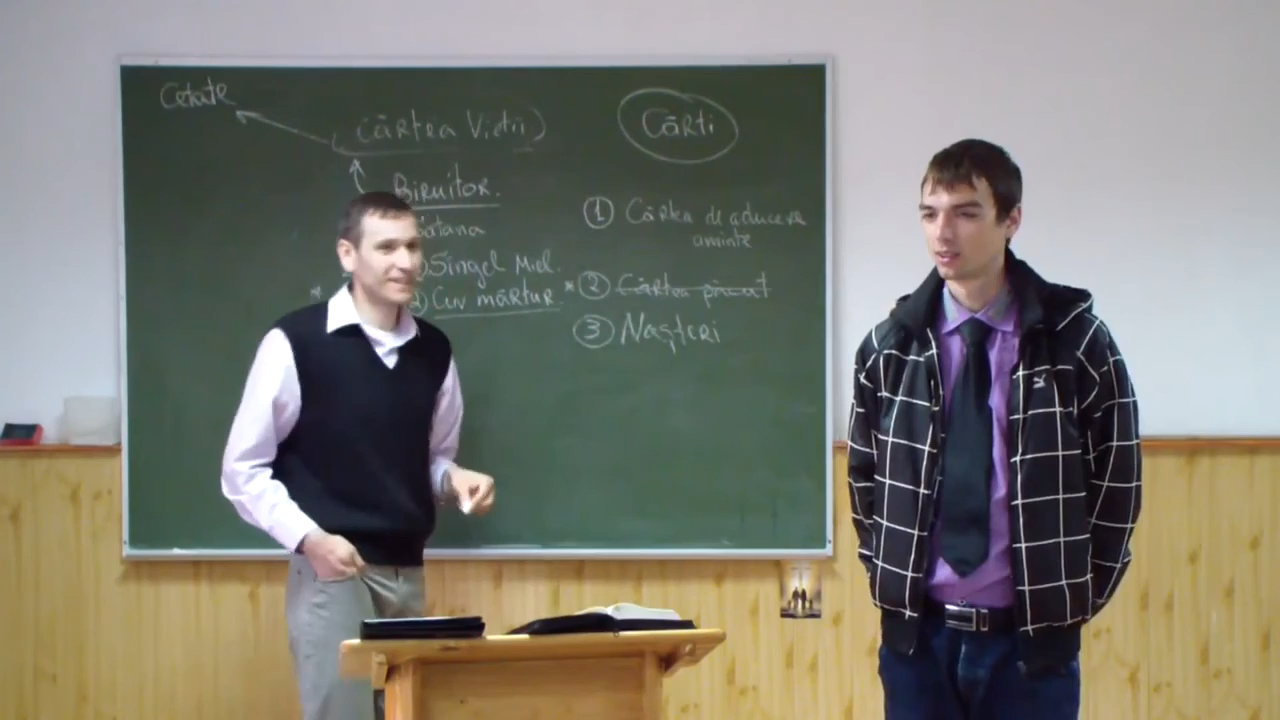 Cetate
(Cărtea Vieții)
Biruitor.
Satana
Sîngel Miel.
2) Cuv mărtur.
Cărți
1 Cărtea de aducere
aminte
* 2 Cărtea
3 Nașteri